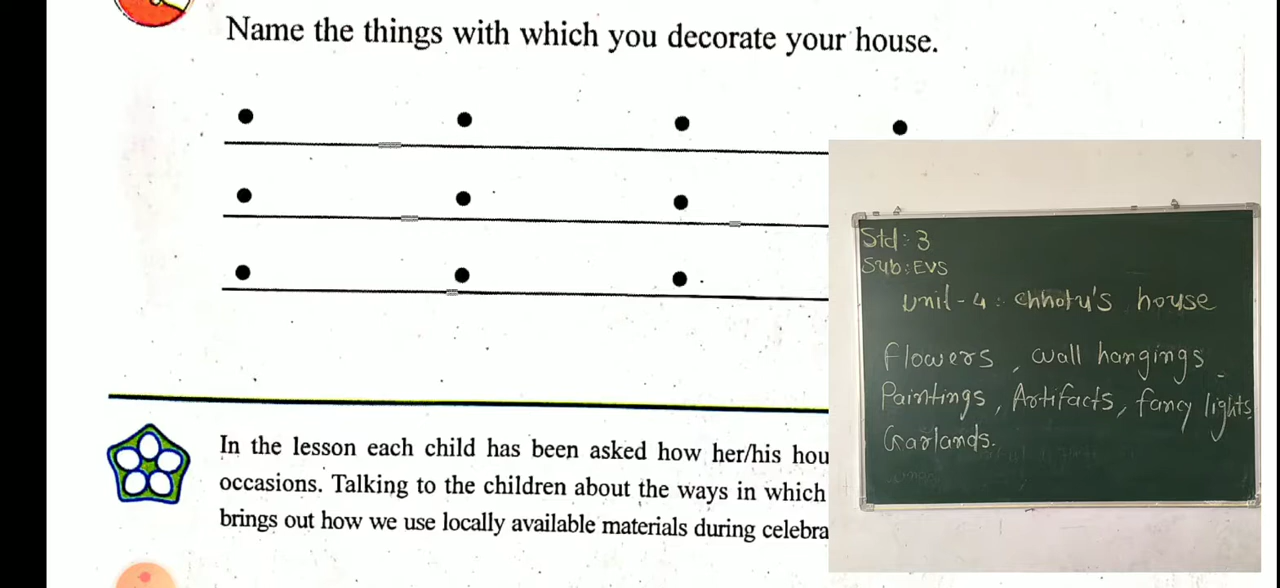 Name the things with which you decorate your house.
In the lesson each child has been asked how her/his hou
occasions. Talking to the children about the ways in which
brings out how we use locally available materials during celebra
Std : 3
Sub : EVS
Unit - 4 : Chhotu's house
Flowers, wall hangings
Paintings, Artifacts, fancy lights,
Garlands.